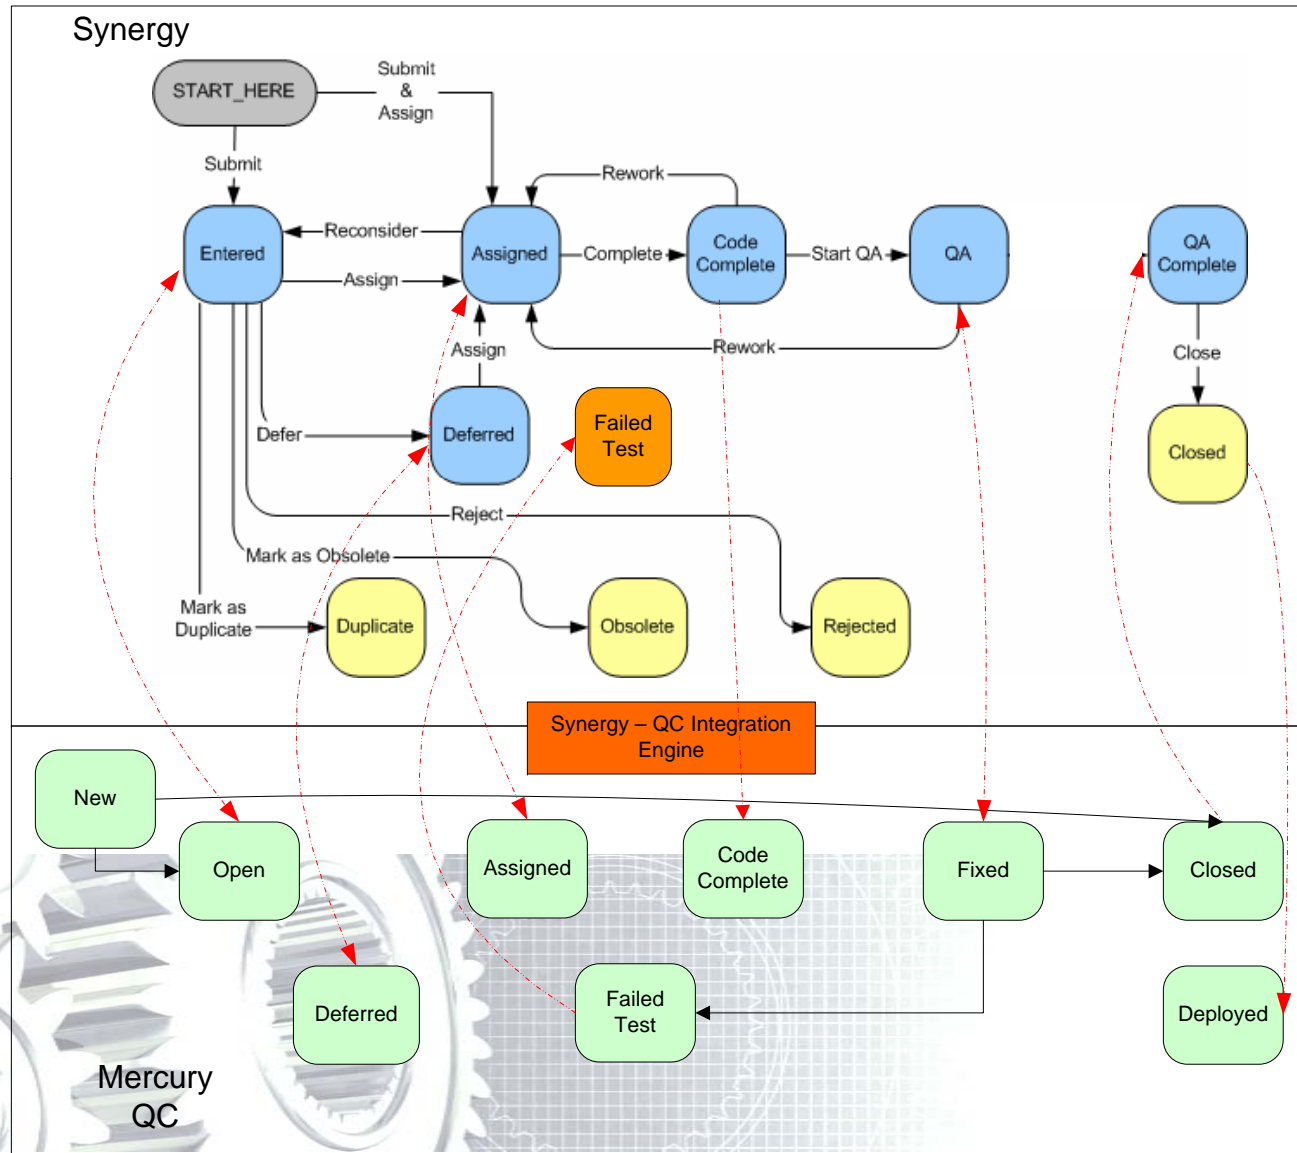 Synergy
START_HERE
Submit
&
Assign
Submit
Rework
Entered
Reconsider
Assigned
Complete
Code
Complete
Start QA
QA
QA
Complete
Assign
Assign
Rework
Close
Defer
Deferred
Failed
Test
Closed
Reject
Mark as Obsolete
Mark as
Duplicate
Duplicate
Obsolete
Rejected
Synergy – QC Integration
Engine
New
Open
Assigned
Code
Complete
Fixed
Closed
Deferred
Failed
Test
Deployed
Mercury
QC